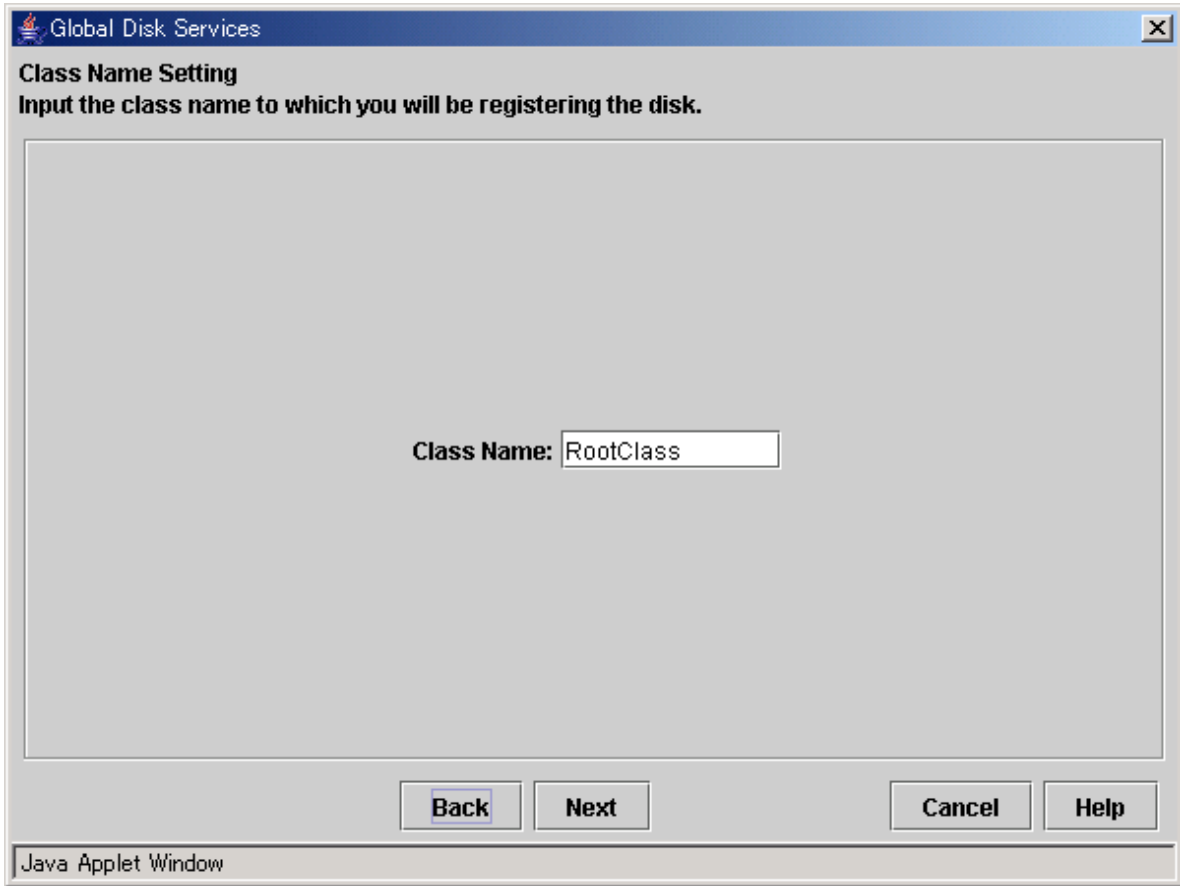 Global Disk Services
Class Name Setting
Input the class name to which you will be registering the disk.
Class Name: RootClass
Back Next Cancel Help
Java Applet Window